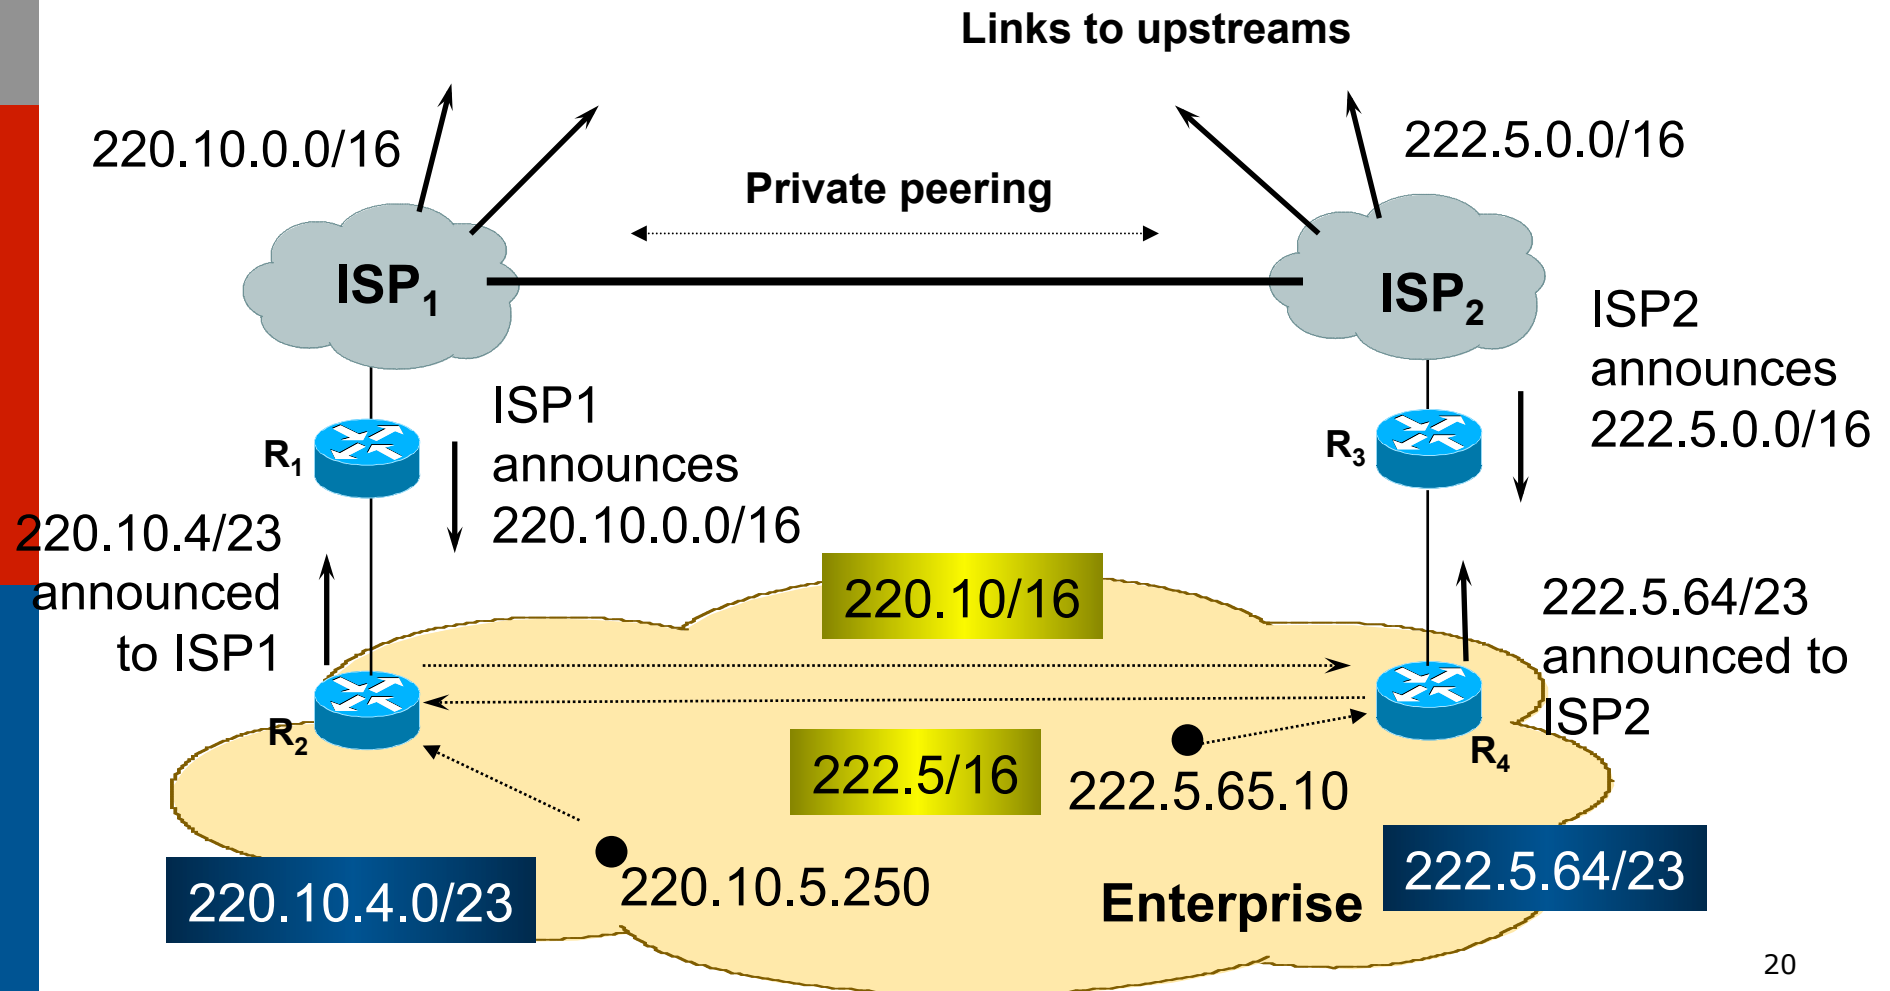 Links to upstreams
220.10.0.0/16
222.5.0.0/16
Private peering
ISP1
ISP2
ISP2
announces
222.5.0.0/16
ISP1
announces
220.10.0.0/16
R1
R3
220.10.4/23
announced
to ISP1
220.10/16
222.5.64/23
announced to
ISP2
R2
R4
222.5/16
222.5.65.10
220.10.4.0/23
220.10.5.250
Enterprise
222.5.64/23
20